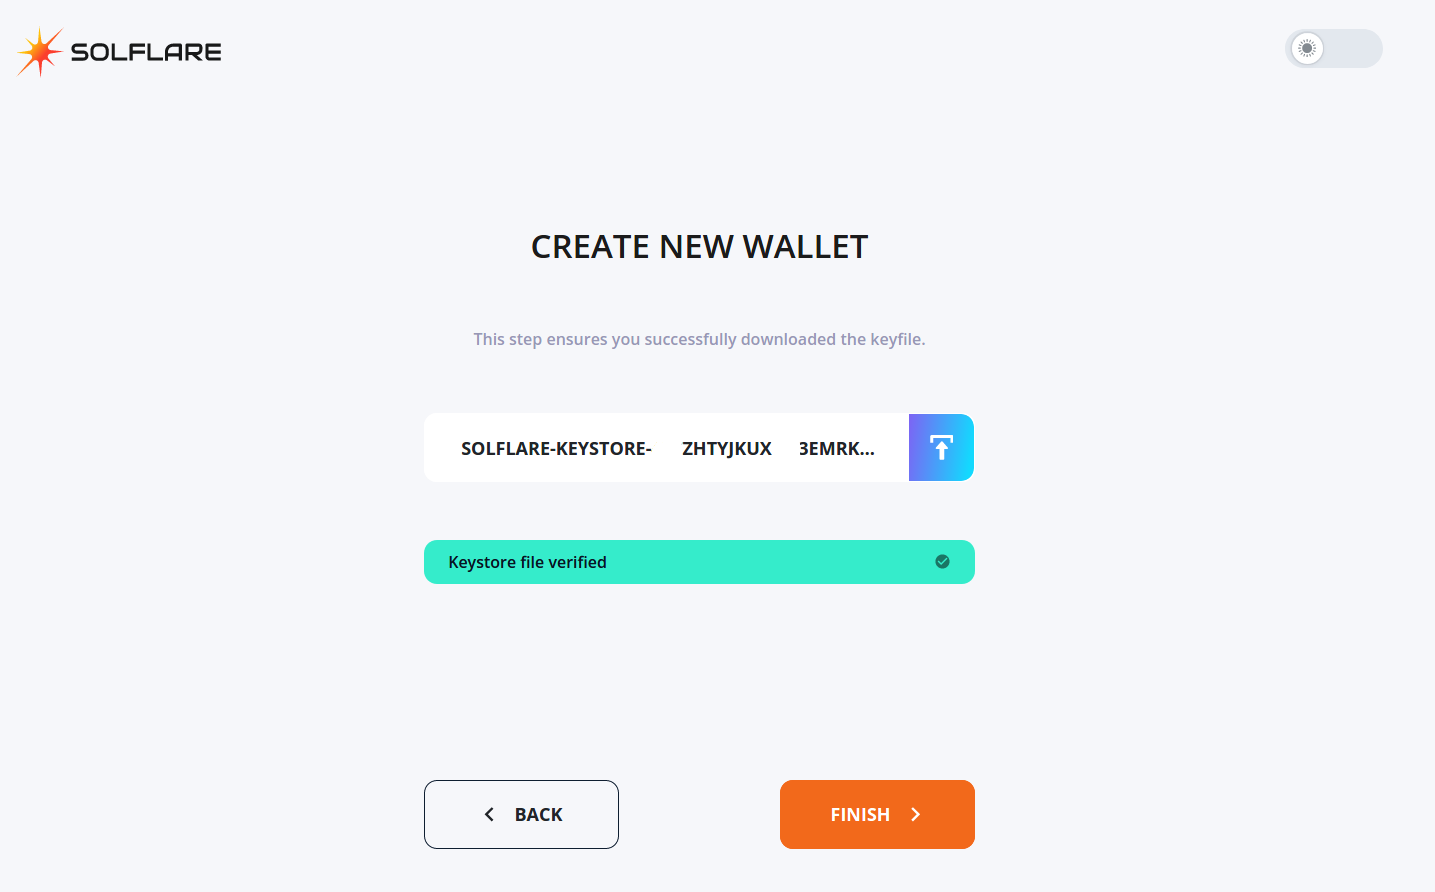 SOLFLARE
CREATE NEW WALLET
This step ensures you successfully downloaded the keyfile.
SOLFLARE-KEYSTORE- ZHTYJKUX 3EMRK...
Keystore file verified
BACK
FINISH